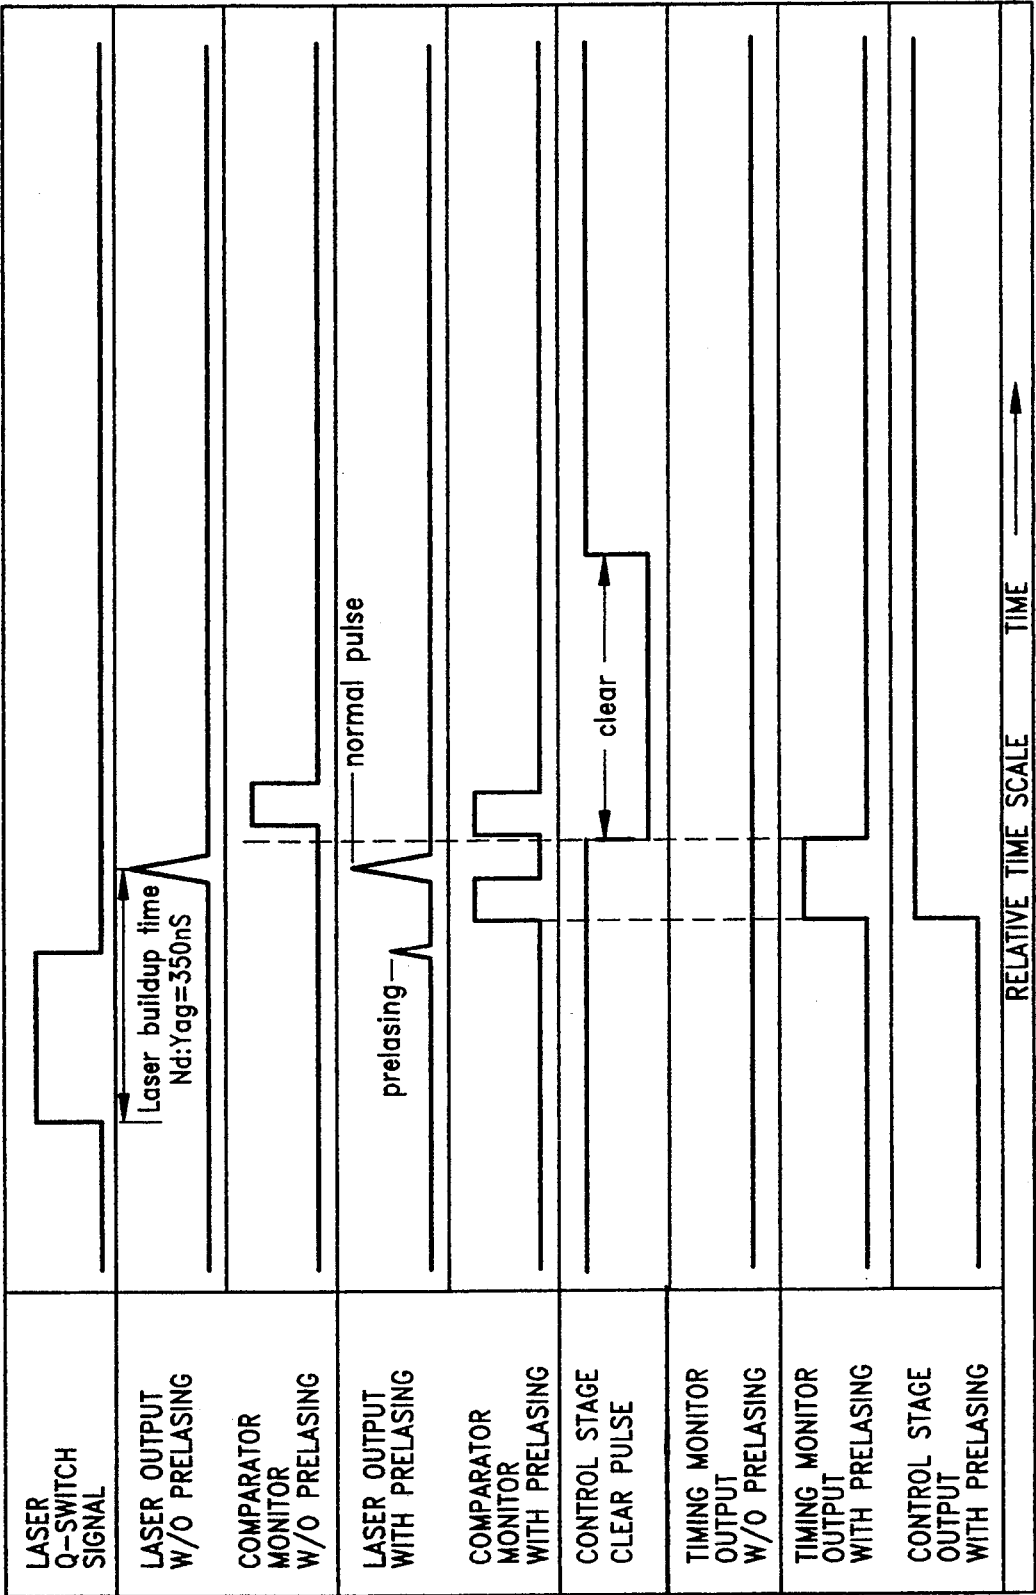 LASER
Q-SWITCH
SIGNAL
Laser buildup time
Nd:Yag=350nS
LASER OUTPUT
W/O PRELASING
COMPARATOR
MONITOR
W/O PRELASING
LASER OUTPUT
WITH PRELASING
prelasing
normal pulse
COMPARATOR
MONITOR
WITH PRELASING
CONTROL STAGE
CLEAR PULSE
clear
TIMING MONITOR
OUTPUT
W/O PRELASING
TIMING MONITOR
OUTPUT
WITH PRELASING
CONTROL STAGE
OUTPUT
WITH PRELASING
RELATIVE TIME SCALE TIME